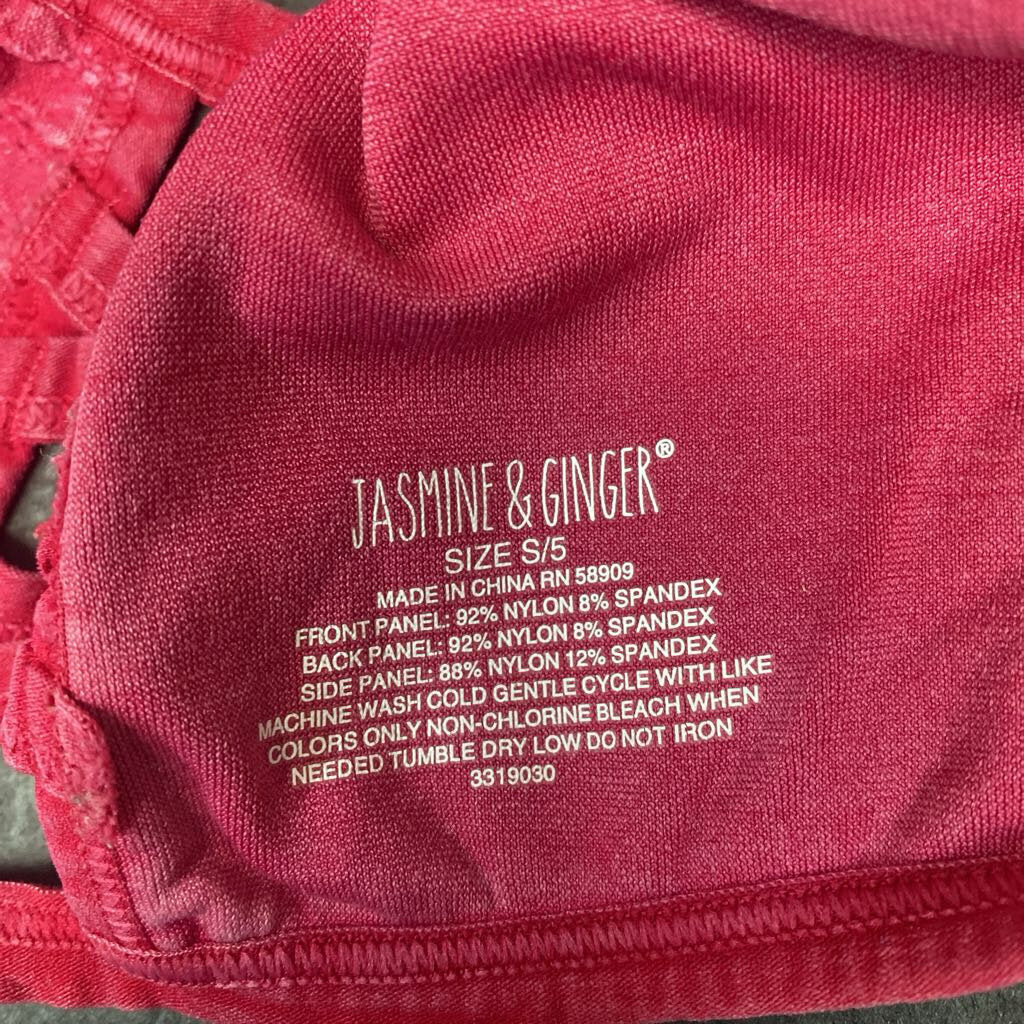 JASMINE & GINGER®
SIZE S/5
MADE IN CHINA RN 58909
FRONT PANEL: 92% NYLON 8% SPANDEX
BACK PANEL: 92% NYLON 8% SPANDEX
SIDE PANEL: 88% NYLON 12% SPANDEX
MACHINE WASH COLD GENTLE CYCLE WITH LIKE
COLORS ONLY NON-CHLORINE BLEACH WHEN
NEEDED TUMBLE DRY LOW DO NOT IRON
3319030